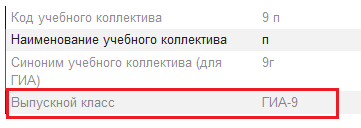 Код учебного коллектива 9 п
Наименование учебного коллектива п
Синоним учебного коллектива (для 9г
ГИА)
Выпускной класс ГИА-9